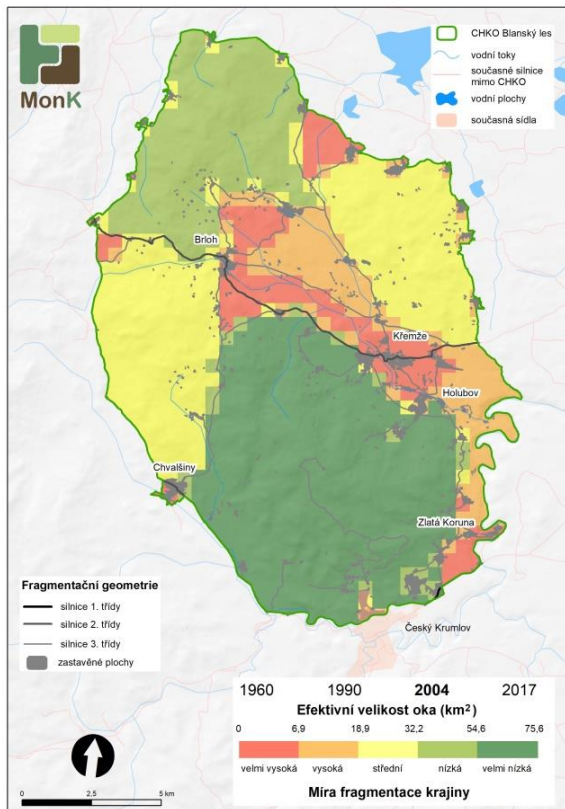 MonK
CHKO Blanský les
vodní toky
současné silnice
mimo CHKO
vodní plochy
současná sídla
Brloh
Křemže
Holubov
Chvalšiny
Zlatá Koruna
Český Krumlov
Fragmentační geometrie
silnice 1. třídy
silnice 2. třídy
silnice 3. třídy
zastavěné plochy
1960 1990 2004 2017
Efektivní velikost oka (km²)
0 6,9 18,9 32,2 54,6 75,6
velmi vysoká vysoká střední nízká velmi nízká
Míra fragmentace krajiny
0 2,5 5 km